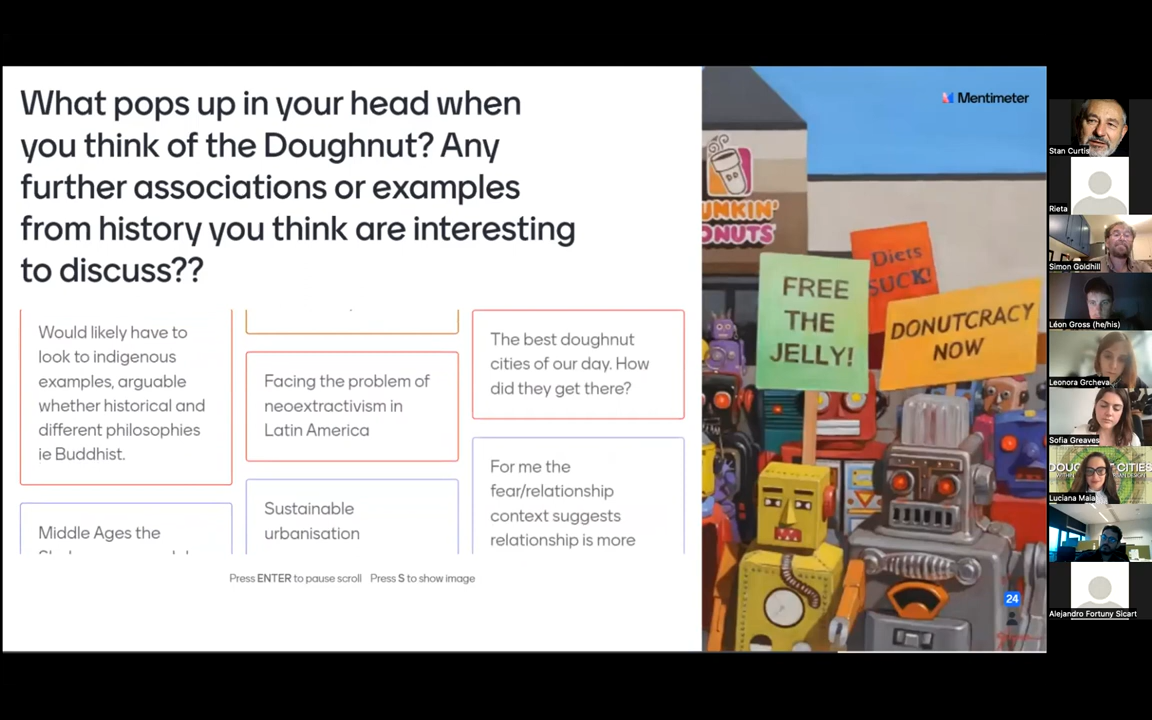 What pops up in your head when
you think of the Doughnut? Any
further associations or examples
from history you think are interesting
to discuss??
Would likely have to
look to indigenous
examples, arguable
whether historical and
different philosophies
ie Buddhist.
Middle Ages the
Facing the problem of
neoextractivism in
Latin America
Sustainable
urbanisation
The best doughnut
cities of our day. How
did they get there?
For me the
fear/relationship
context suggests
relationship is more
Press ENTER to pause scroll Press S to show image
Mentimeter
UNKIN'
ONUTS
Diets
SUCK!
FREE
THE
JELLY!
DONUTCRACY
NOW
24
Stan Curtis
Rieta
Simon Goldhill
Léon Gross (he/his)
Leonora Grcheva
Sofia Greaves
DOUG T CITIES
Luciana Maia
Alejandro Fortuny Sicart